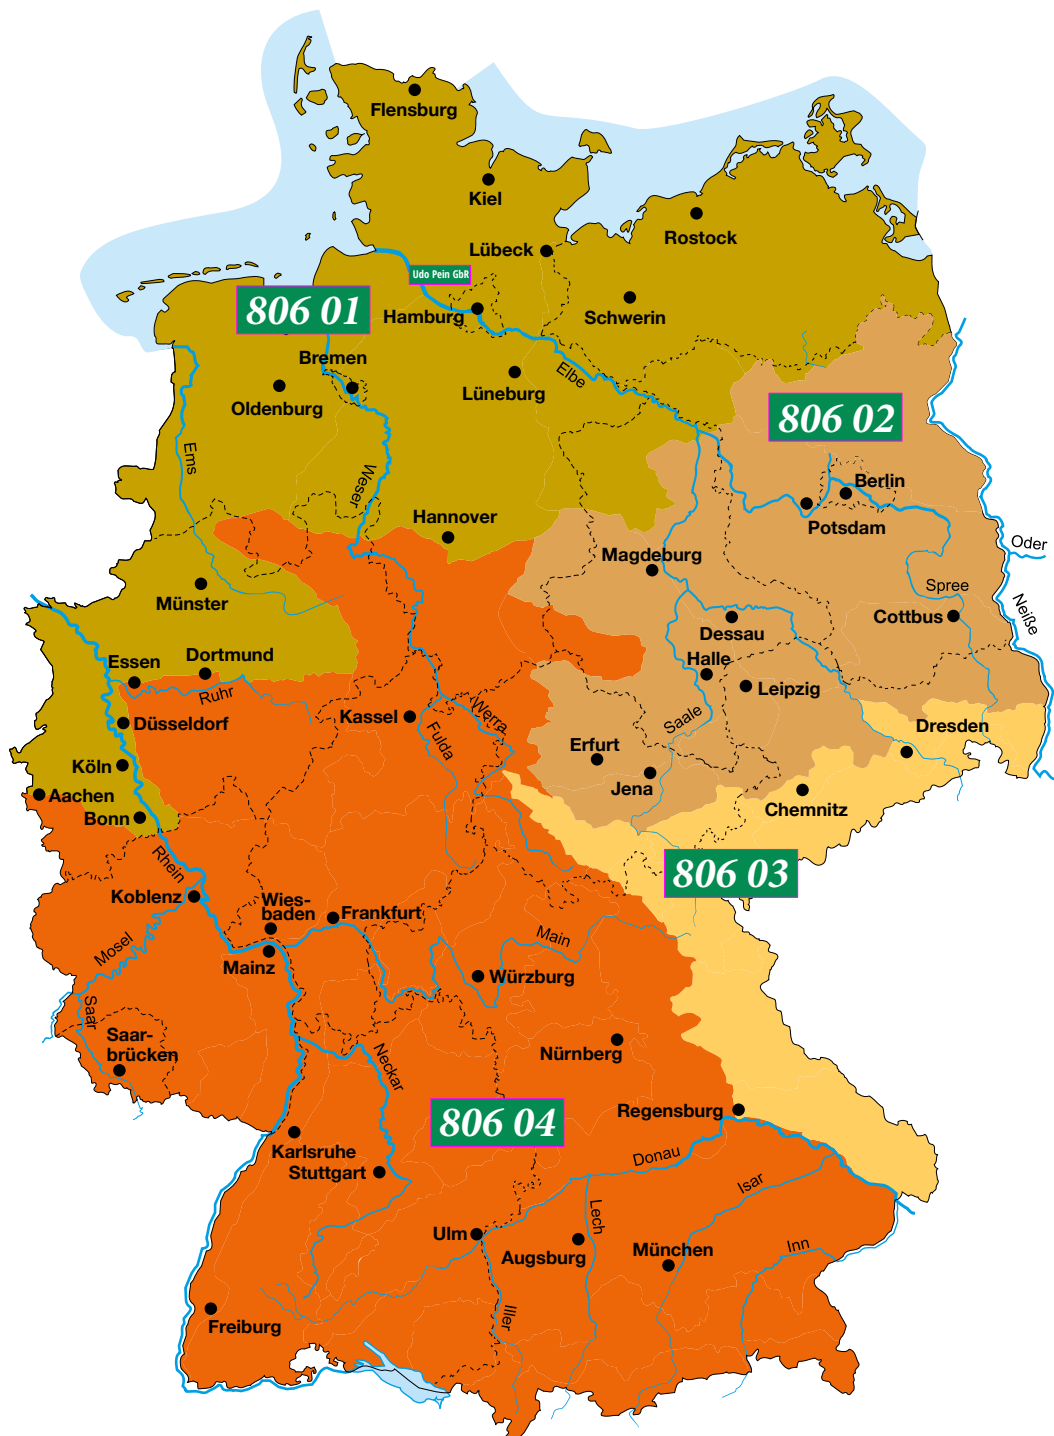 Flensburg
Kiel
Rostock
Lübeck
Udo Pein GbR
806 01
Hamburg
Schwerin
Bremen
Elbe
Oldenburg
Lüneburg
806 02
Ems
Weser
Berlin
Hannover
Potsdam
Oder
Magdeburg
Spree
Münster
Neiße
Cottbus
Dessau
Essen
Dortmund
Halle
Ruhr
Leipzig
Kassel
Werra
Saale
Düsseldorf
Fulda
Dresden
Erfurt
Köln
Jena
Aachen
Chemnitz
Bonn
Rhein
806 03
Koblenz
Wies-
baden
Frankfurt
Mosel
Main
Mainz
Würzburg
Saar
Saar-
brücken
Nürnberg
Neckar
806 04
Regensburg
Karlsruhe
Stuttgart
Donau
Isar
Lech
Ulm
Augsburg
München
Inn
Iller
Freiburg